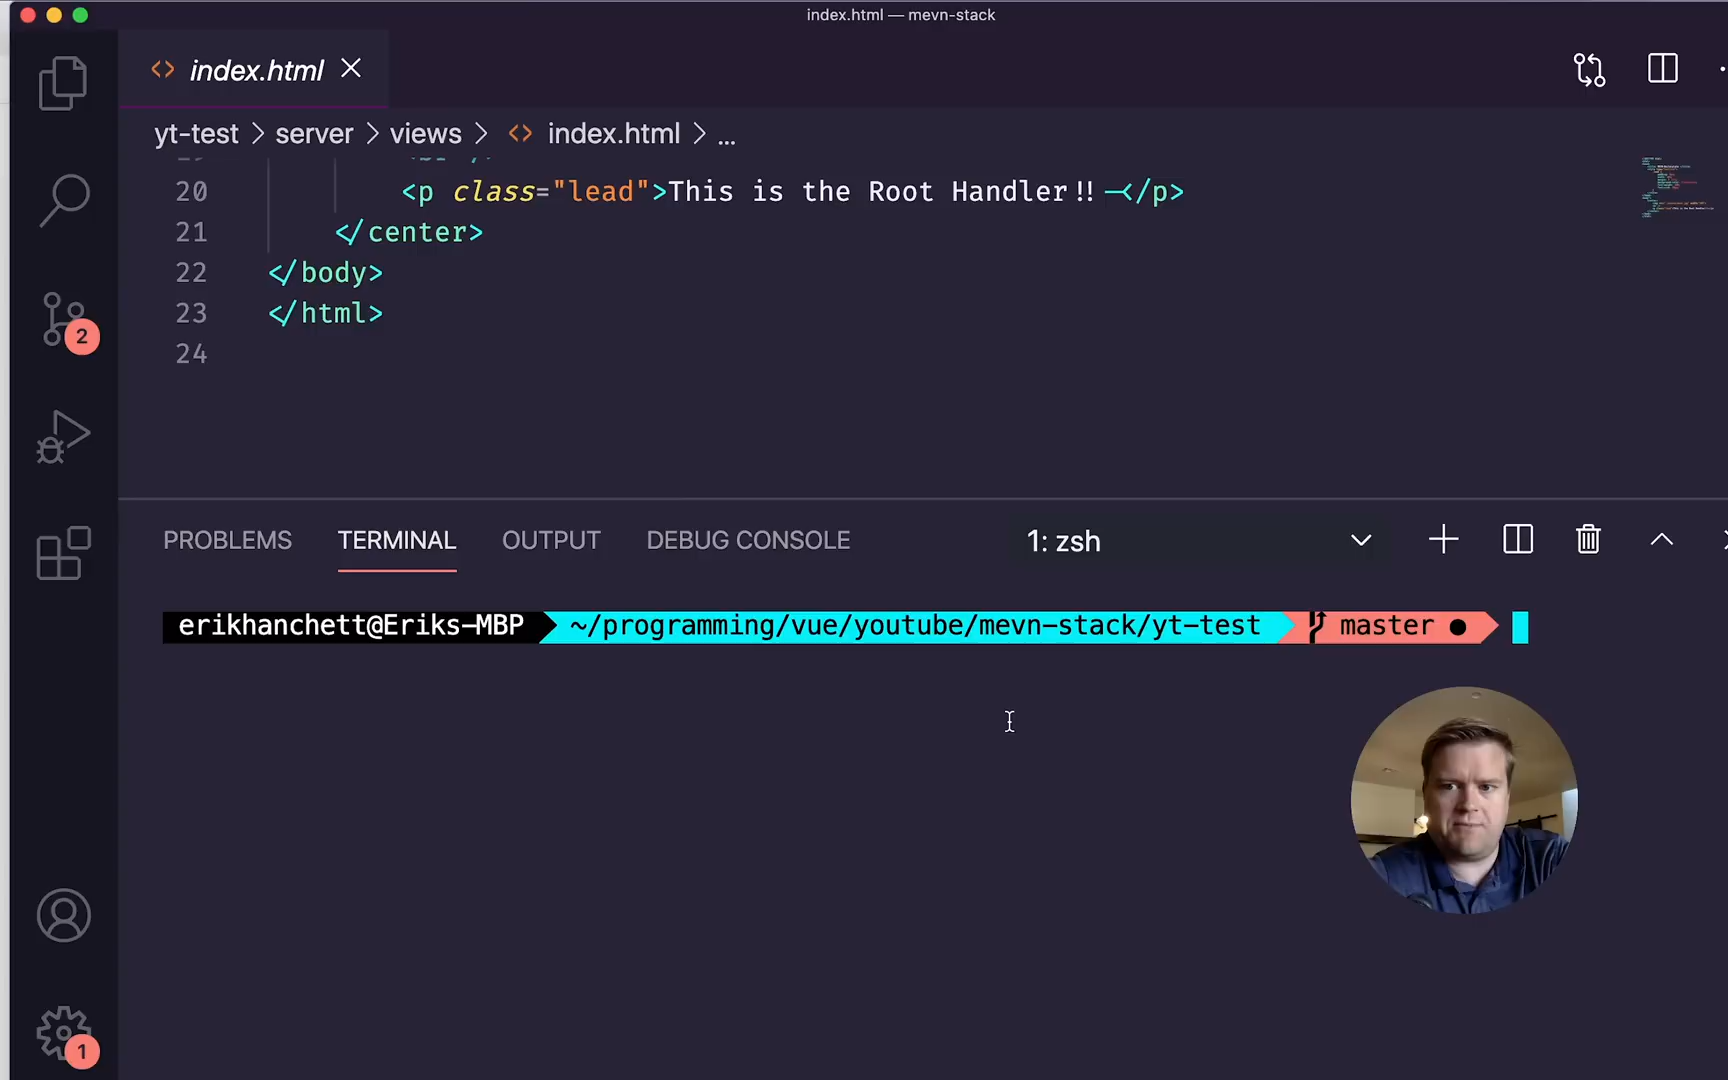 index.html — mevn-stack
index.html
yt-test > server > views > <> index.html > ...
20 <p class="lead">This is the Root Handler!! —</p>
21 </center>
22 </body>
23 </html>
24
2
PROBLEMS TERMINAL OUTPUT DEBUG CONSOLE 1: zsh
erikhanchett@Eriks-MBP ~/programming/vue/youtube/mevn-stack/yt-test master ●
1